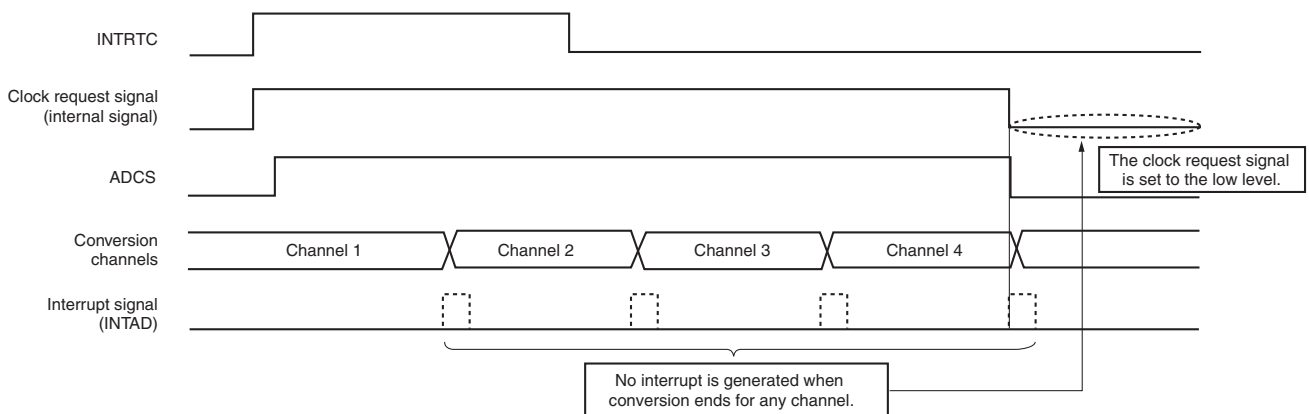 INTRTC
Clock request signal
(internal signal)
The clock request signal
is set to the low level.
ADCS
Conversion
channels
Channel 1
Channel 2
Channel 3
Channel 4
Interrupt signal
(INTAD)
No interrupt is generated when
conversion ends for any channel.